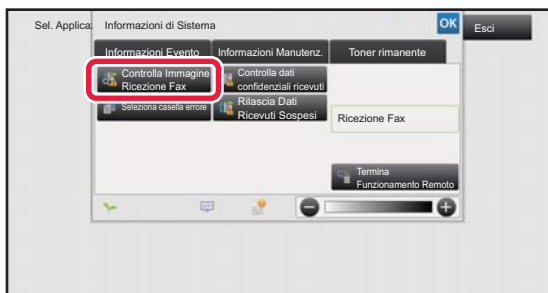 Sel. Applica
Informazioni di Sistema
OK
Esci
Informazioni Evento
Informazioni Manutenz.
Toner rimanente
Controlla Immagine
Ricezione Fax
Controlla dati
confidenziali ricevuti
Seleziona casella errore
Rilascia Dati
Ricevuti Sospesi
Ricezione Fax
Termina
Funzionamento Remoto